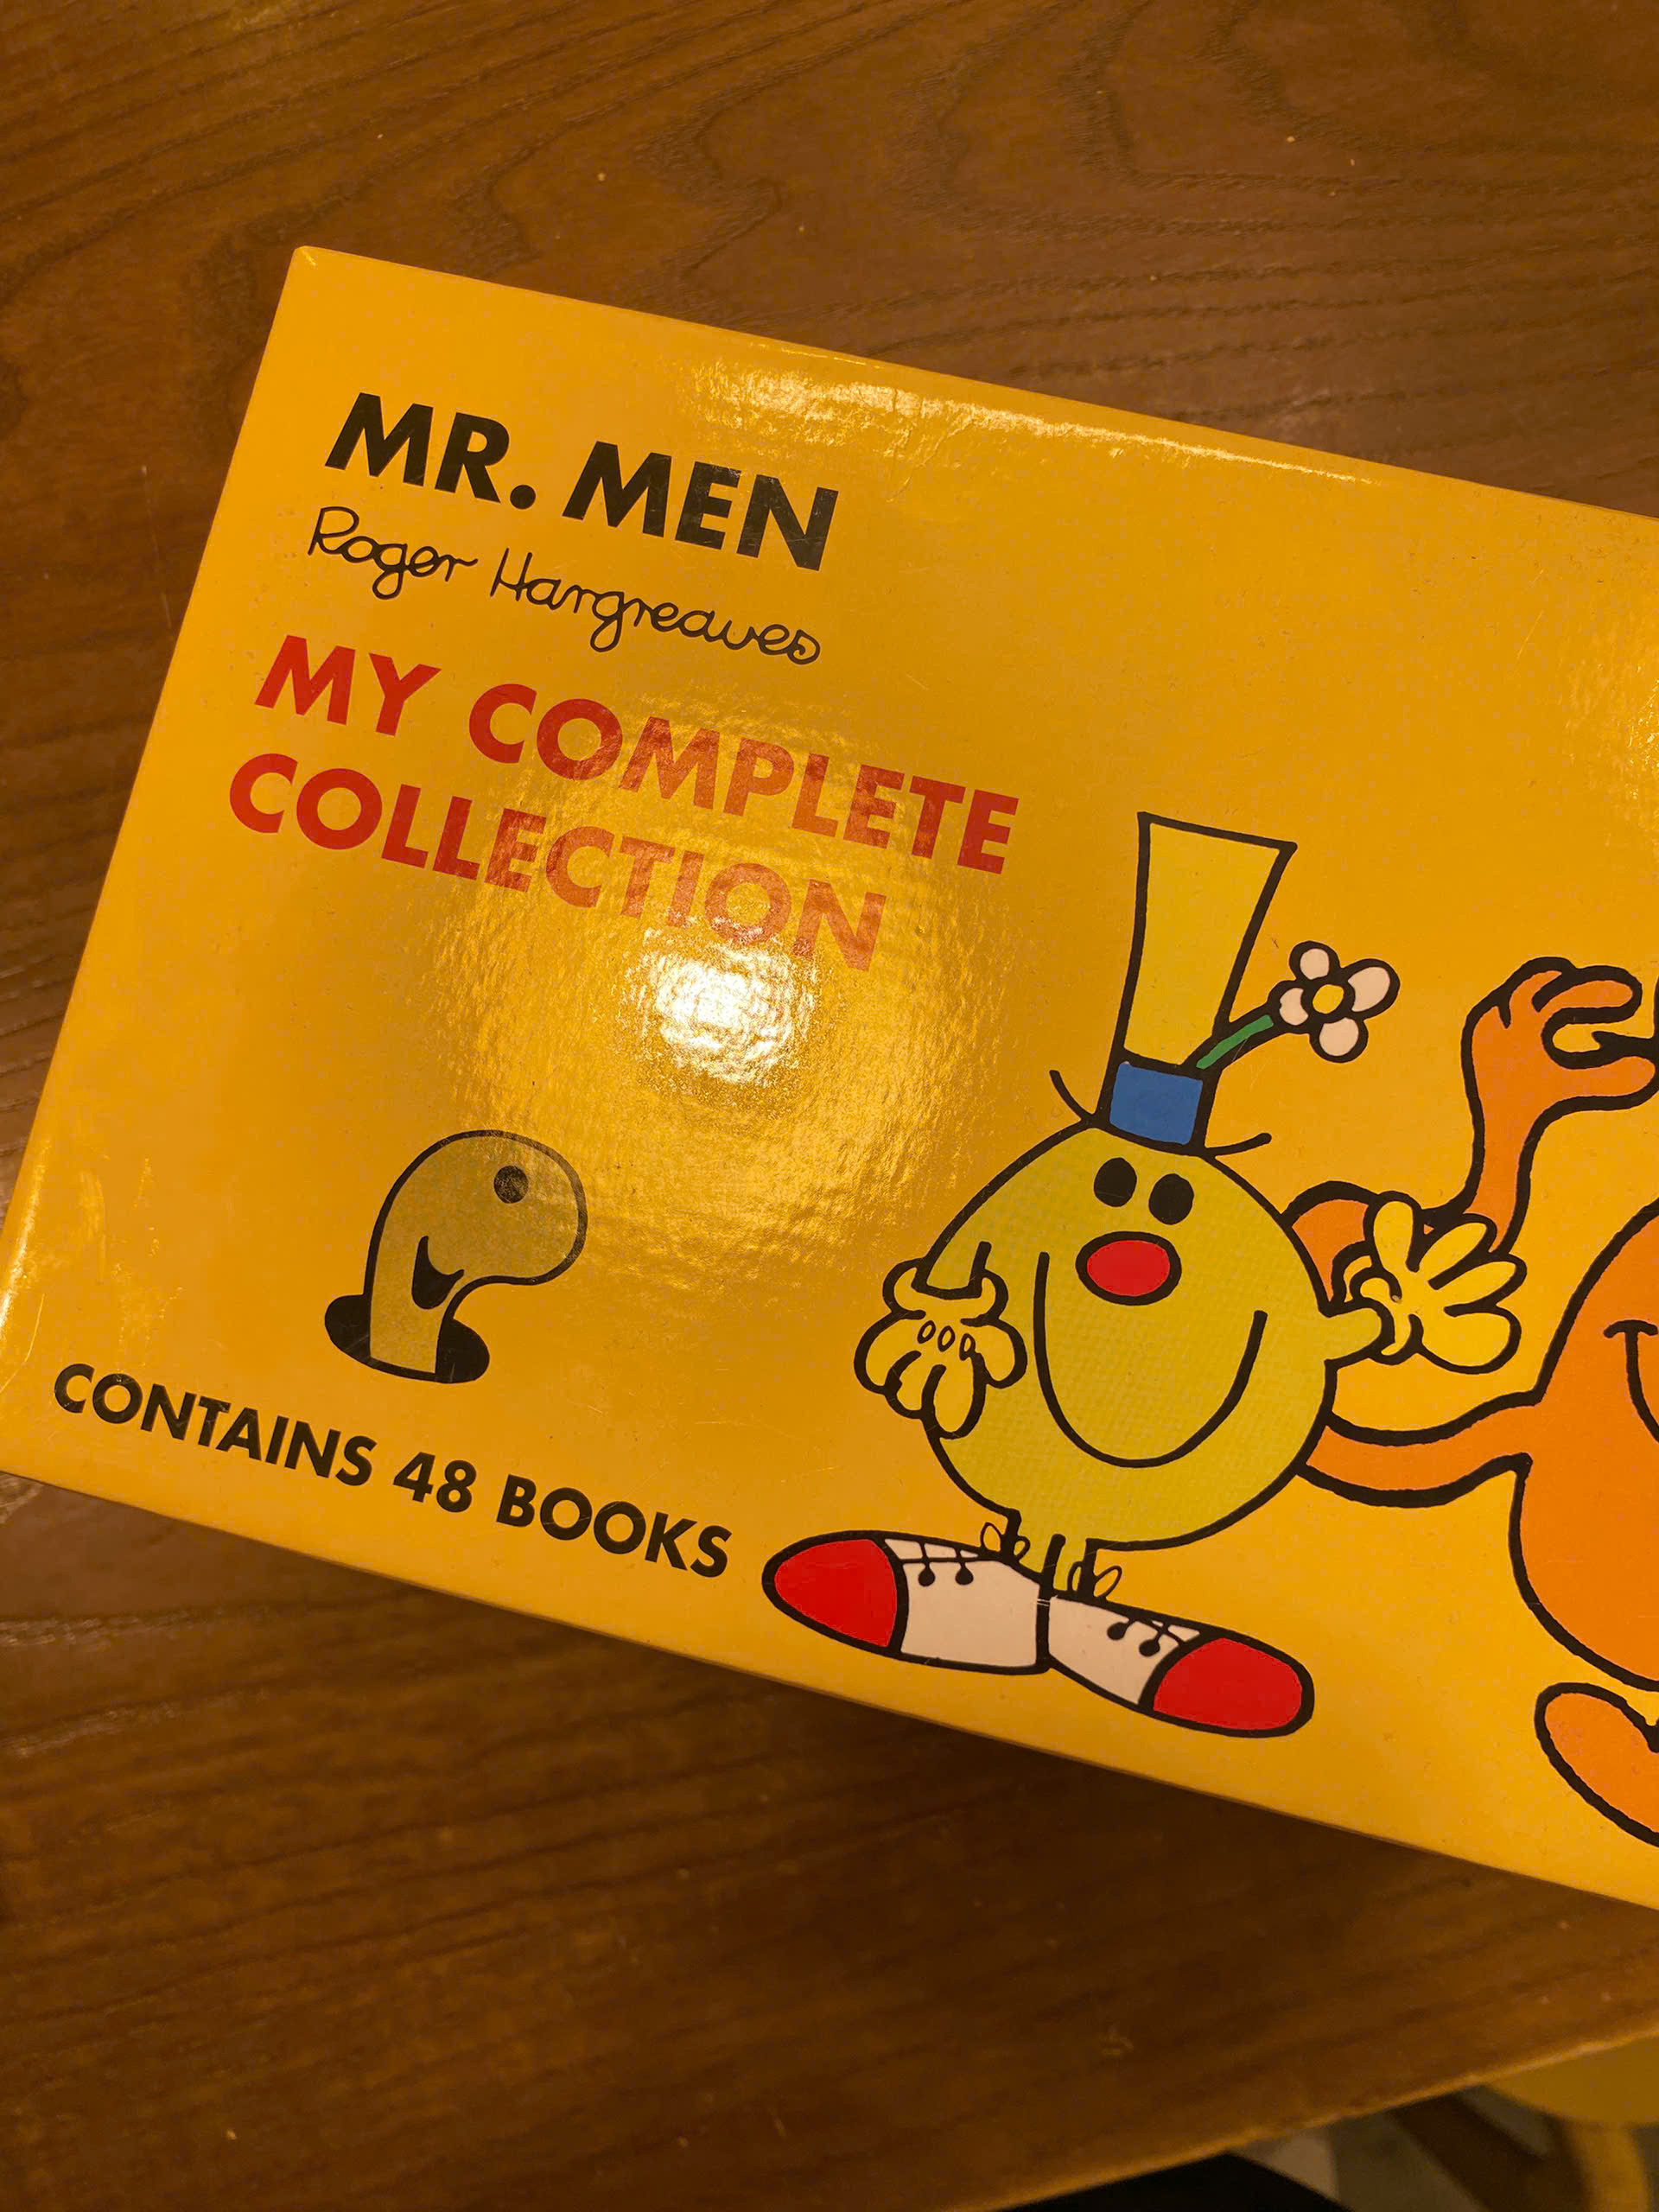 MR. MEN
Roger Hargreaves
MY COMPLETE
COLLECTION
CONTAINS 48 BOOKS